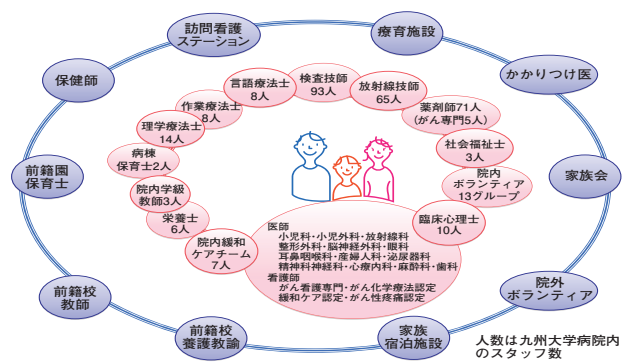 訪問看護
ステーション
療育施設
保健師
かかりつけ医
言語療法士
8人
検査技師
93人
放射線技師
65人
作業療法士
8人
薬剤師71人
(がん専門5人)
理学療法士
14人
社会福祉士
3人
病棟
保育士2人
前籍園
保育士
院内
ボランティア
13グループ
家族会
院内学級
教師3人
栄養士
6人
臨床心理士
10人
院内緩和
ケアチーム
7人
医師
小児科・小児外科・放射線科
整形外科・脳神経外科・眼科
耳鼻咽喉科・産婦人科・泌尿器科
精神科神経科・心療内科・麻酔科・歯科
看護師
がん看護専門・がん化学療法認定
緩和ケア認定・がん性疼痛認定
前籍校
教師
院外
ボランティア
前籍校
養護教諭
家族
宿泊施設
人数は九州大学病院内
のスタッフ数